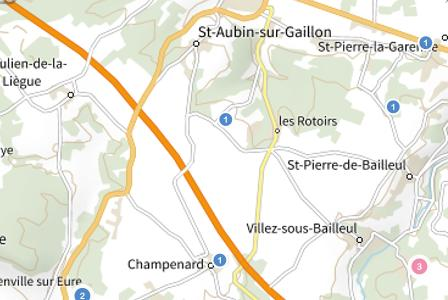 St-Aubin-sur-Gaillon
St-Pierre-la-Garenne
ulien-de-la-
Liègue
1
1
1
les Rotoirs
ye
St-Pierre-de-Bailleul
Villez-sous-Bailleul
e
Champenard
1
3
enville sur Eure
2